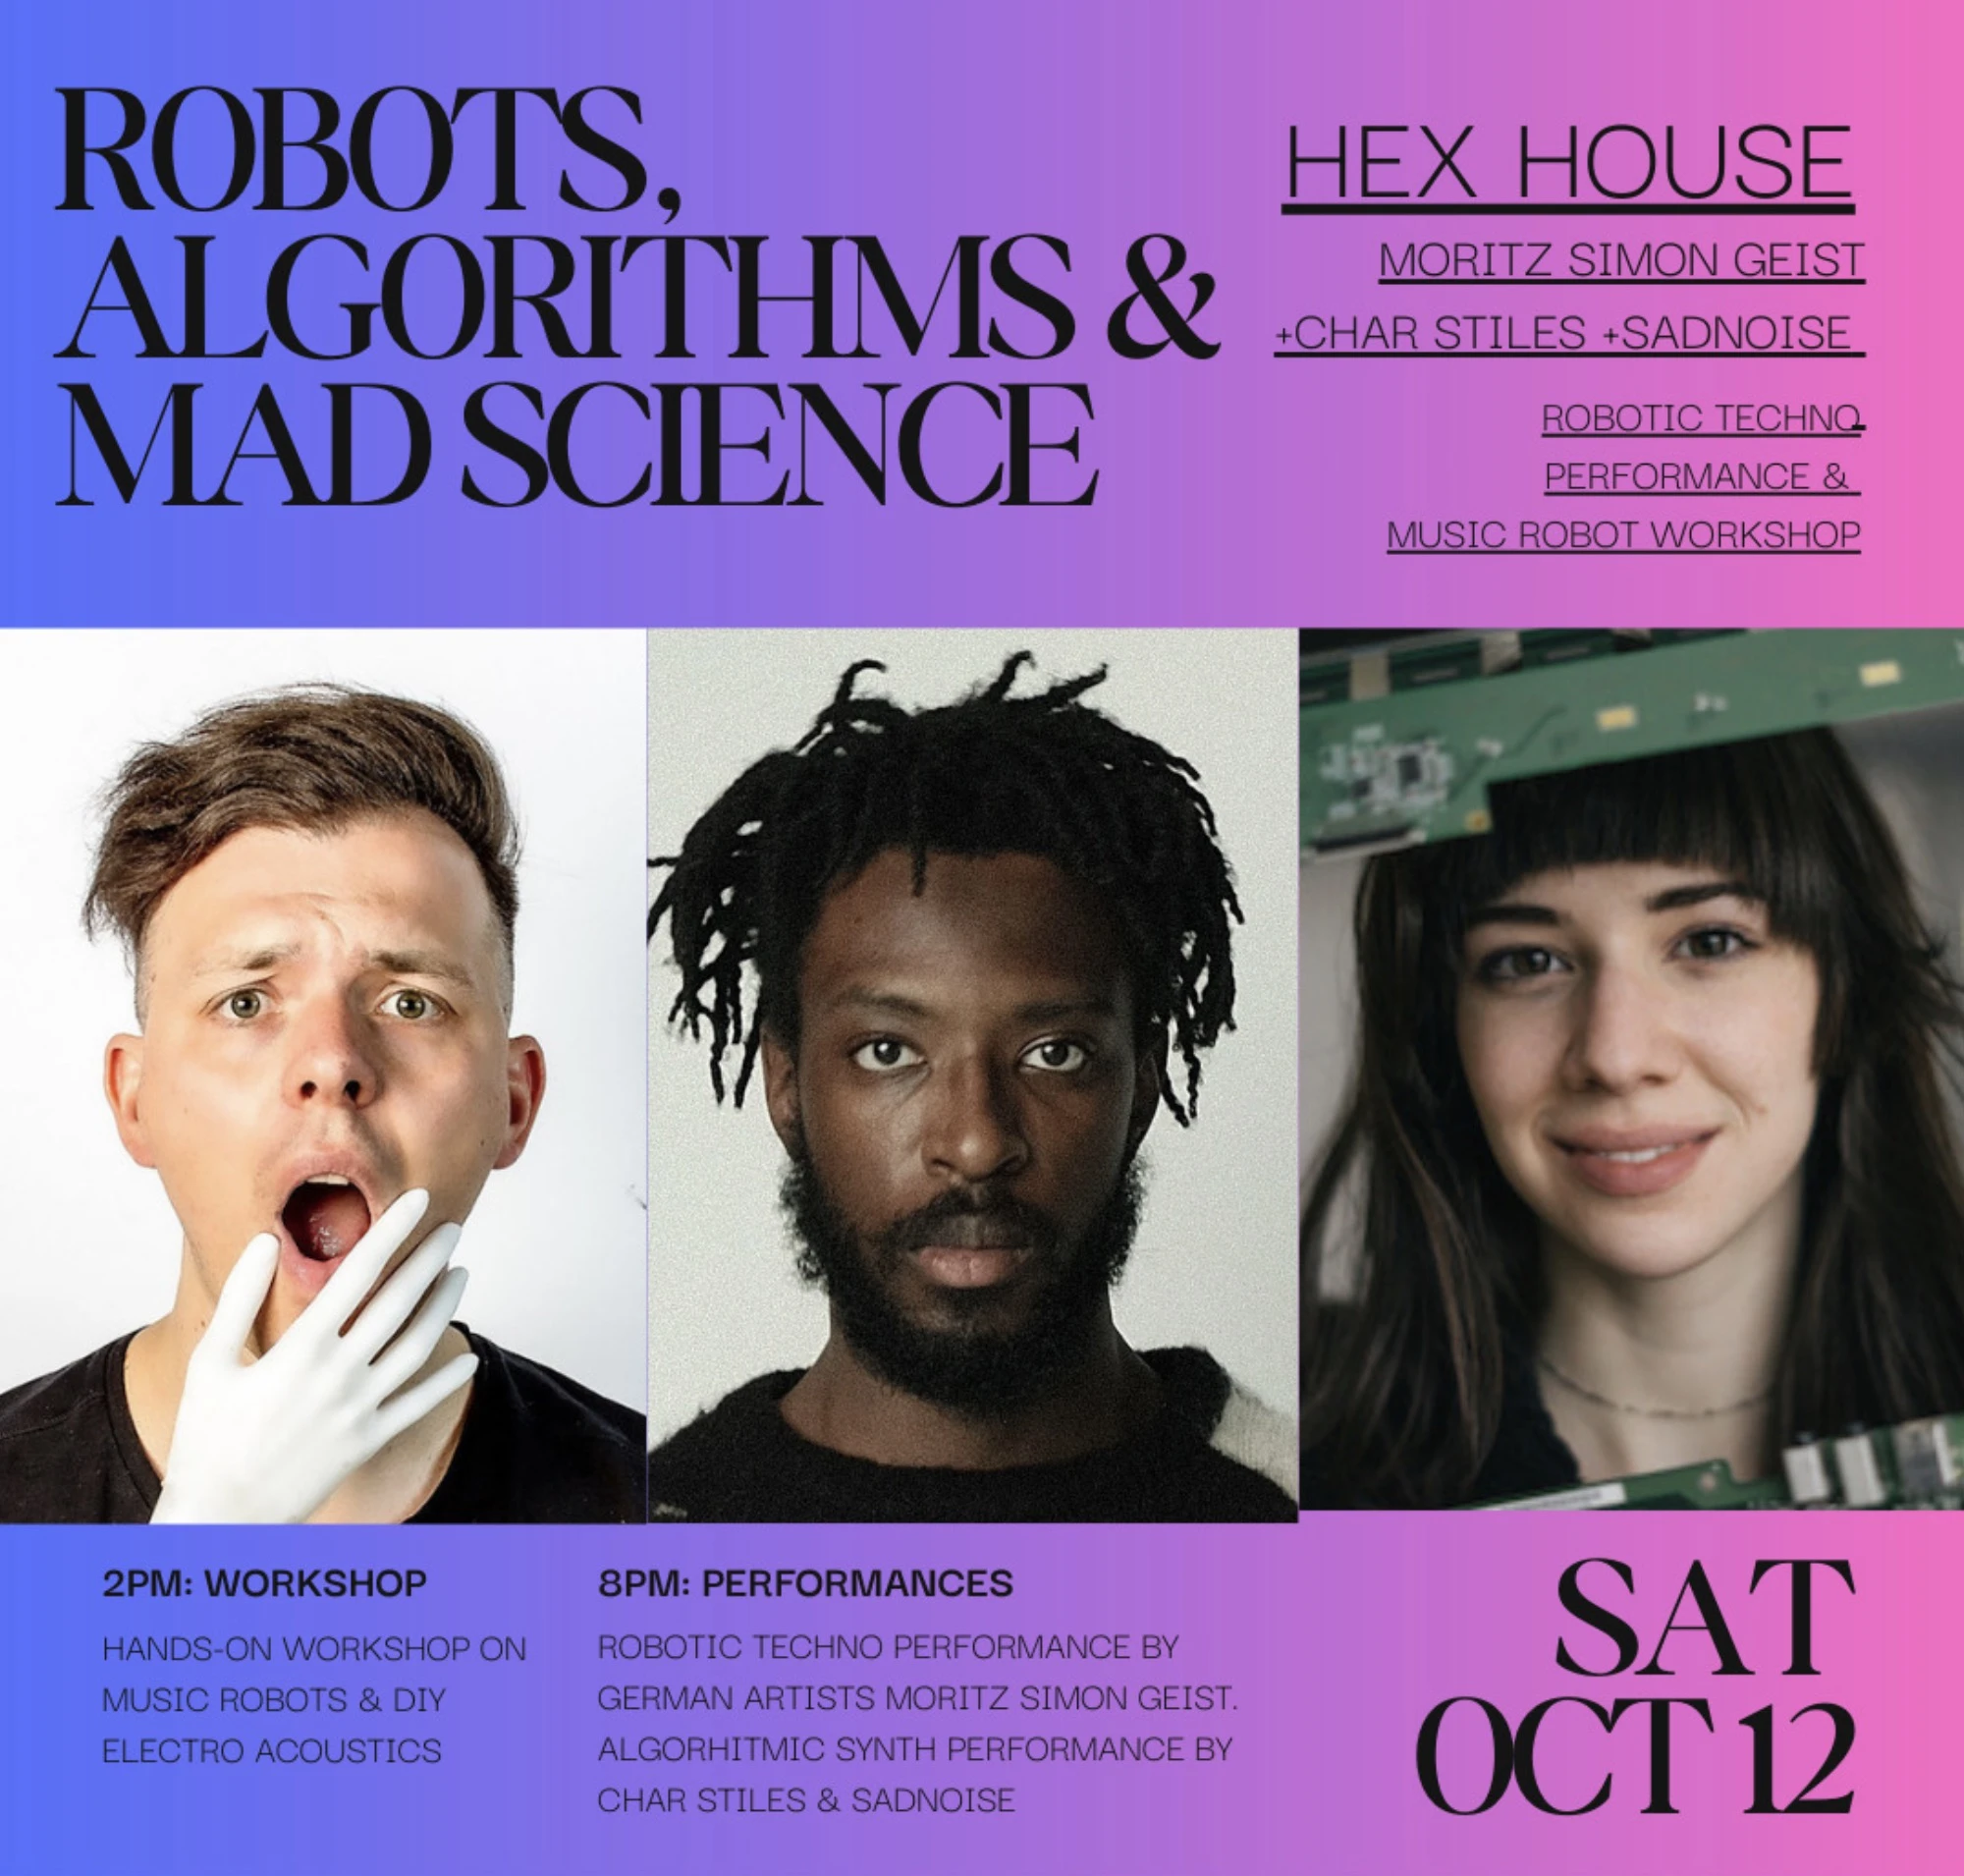 ROBOTS,
ALGORITHMS &
MAD SCIENCE
HEX HOUSE
MORITZ SIMON GEIST
+CHAR STILES +SADNOISE
ROBOTIC TECHNO
PERFORMANCE &
MUSIC ROBOT WORKSHOP
2PM: WORKSHOP
HANDS-ON WORKSHOP ON
MUSIC ROBOTS & DIY
ELECTRO ACOUSTICS
8PM: PERFORMANCES
ROBOTIC TECHNO PERFORMANCE BY
GERMAN ARTISTS MORITZ SIMON GEIST.
ALGORHITMIC SYNTH PERFORMANCE BY
CHAR STILES & SADNOISE
SAT
OCT 12